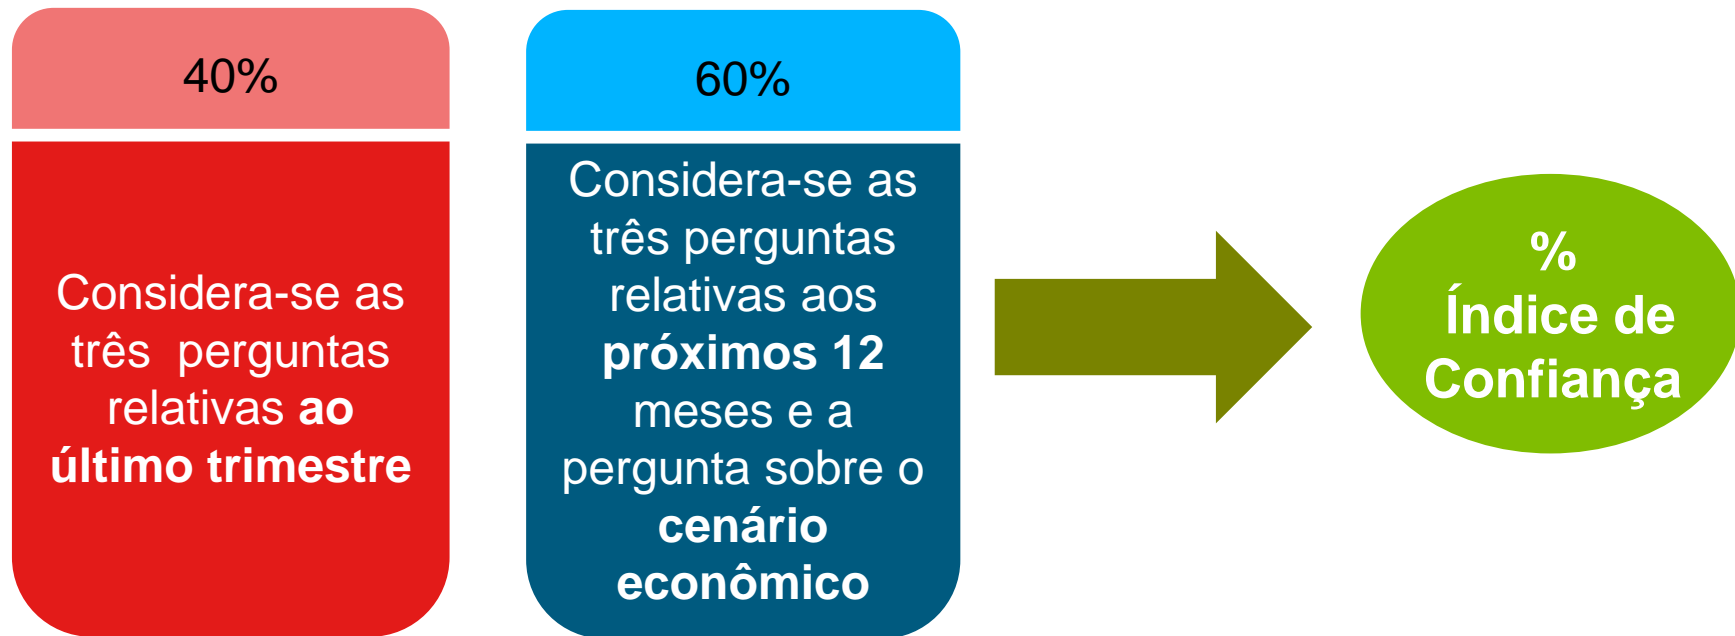 40%
Considera-se as
três perguntas
relativas ao
último trimestre
60%
Considera-se as
três perguntas
relativas aos
próximos 12
meses e a
pergunta sobre o
cenário
econômico
%
Índice de
Confiança